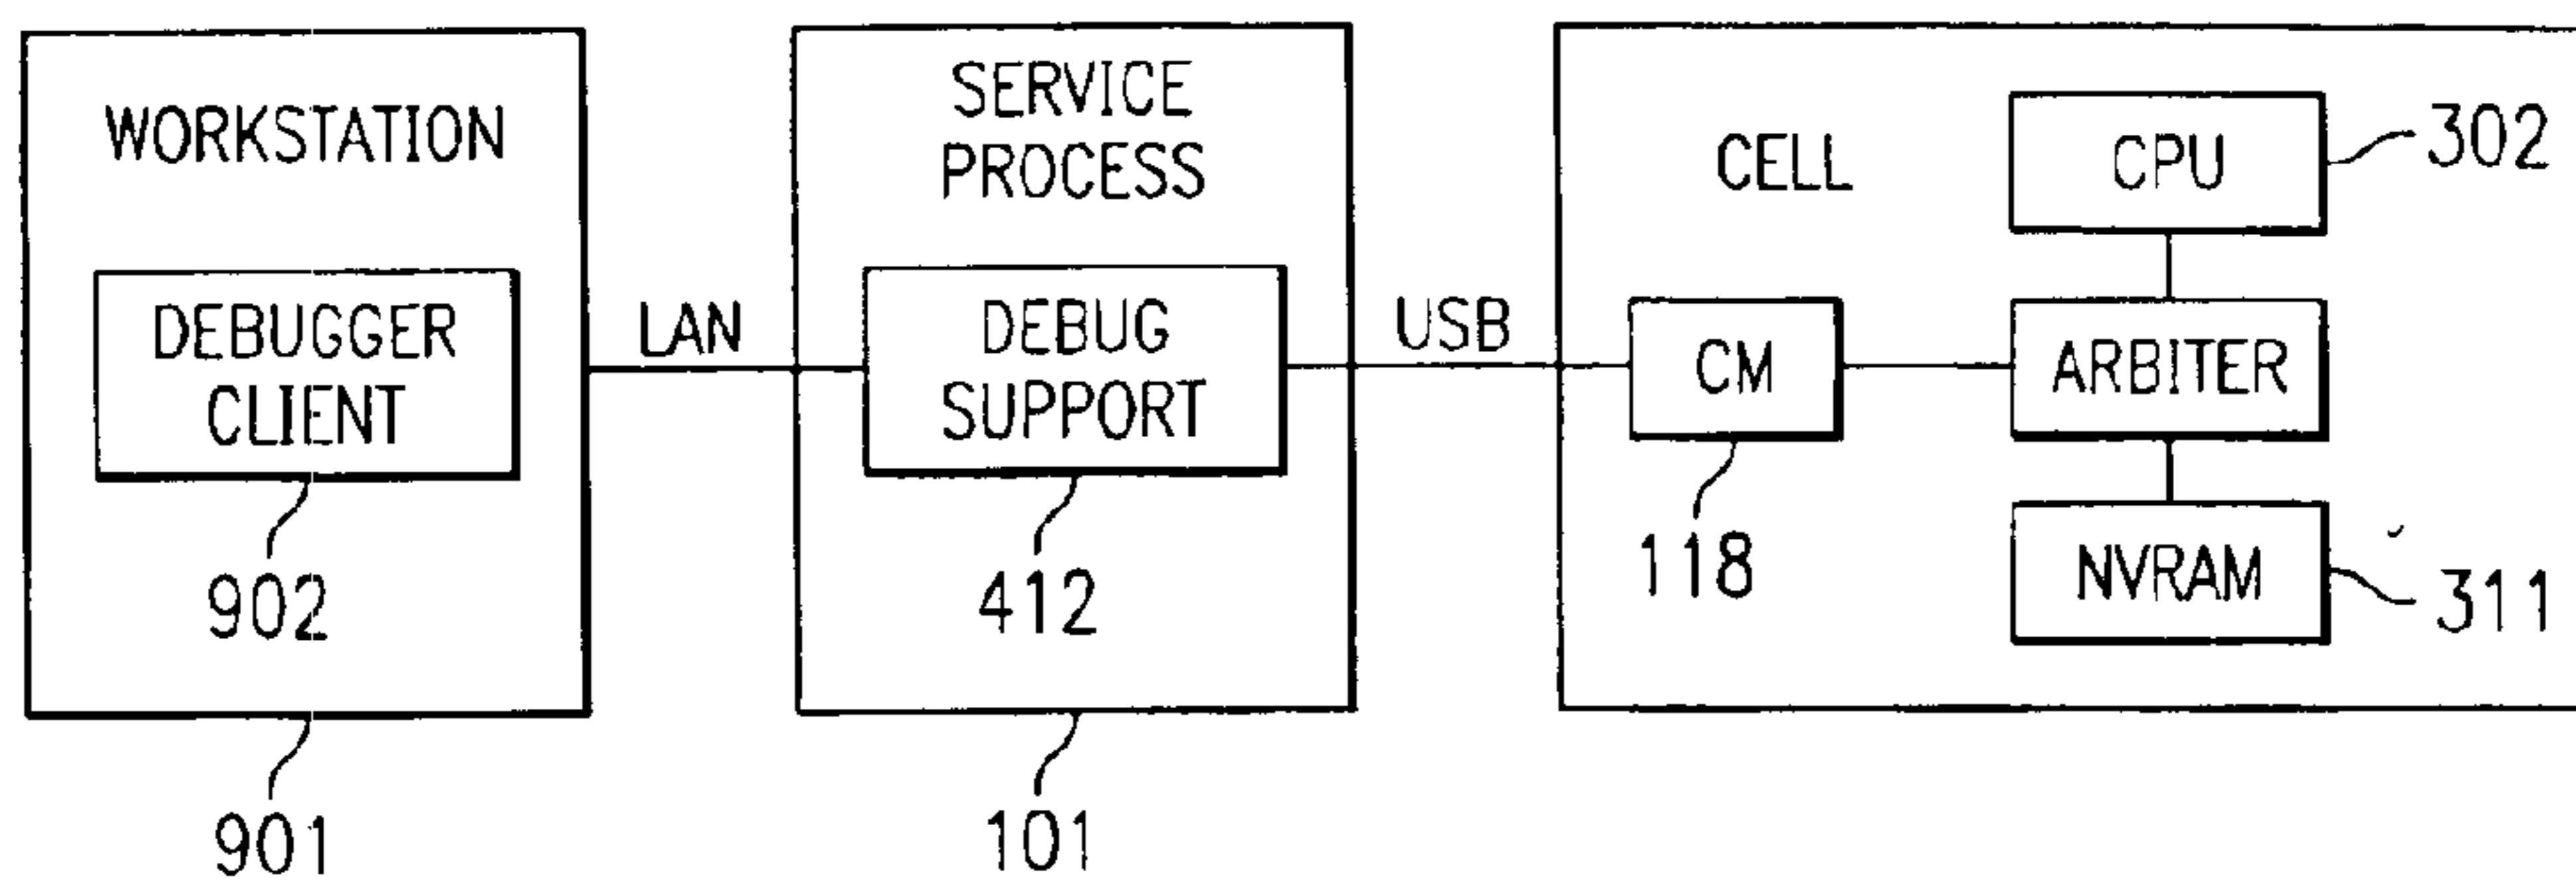 WORKSTATION
DEBUGGER
CLIENT
902
901
LAN
SERVICE
PROCESS
DEBUG
SUPPORT
412
101
USB
CELL
CPU
302
CM
118
ARBITER
NVRAM
311